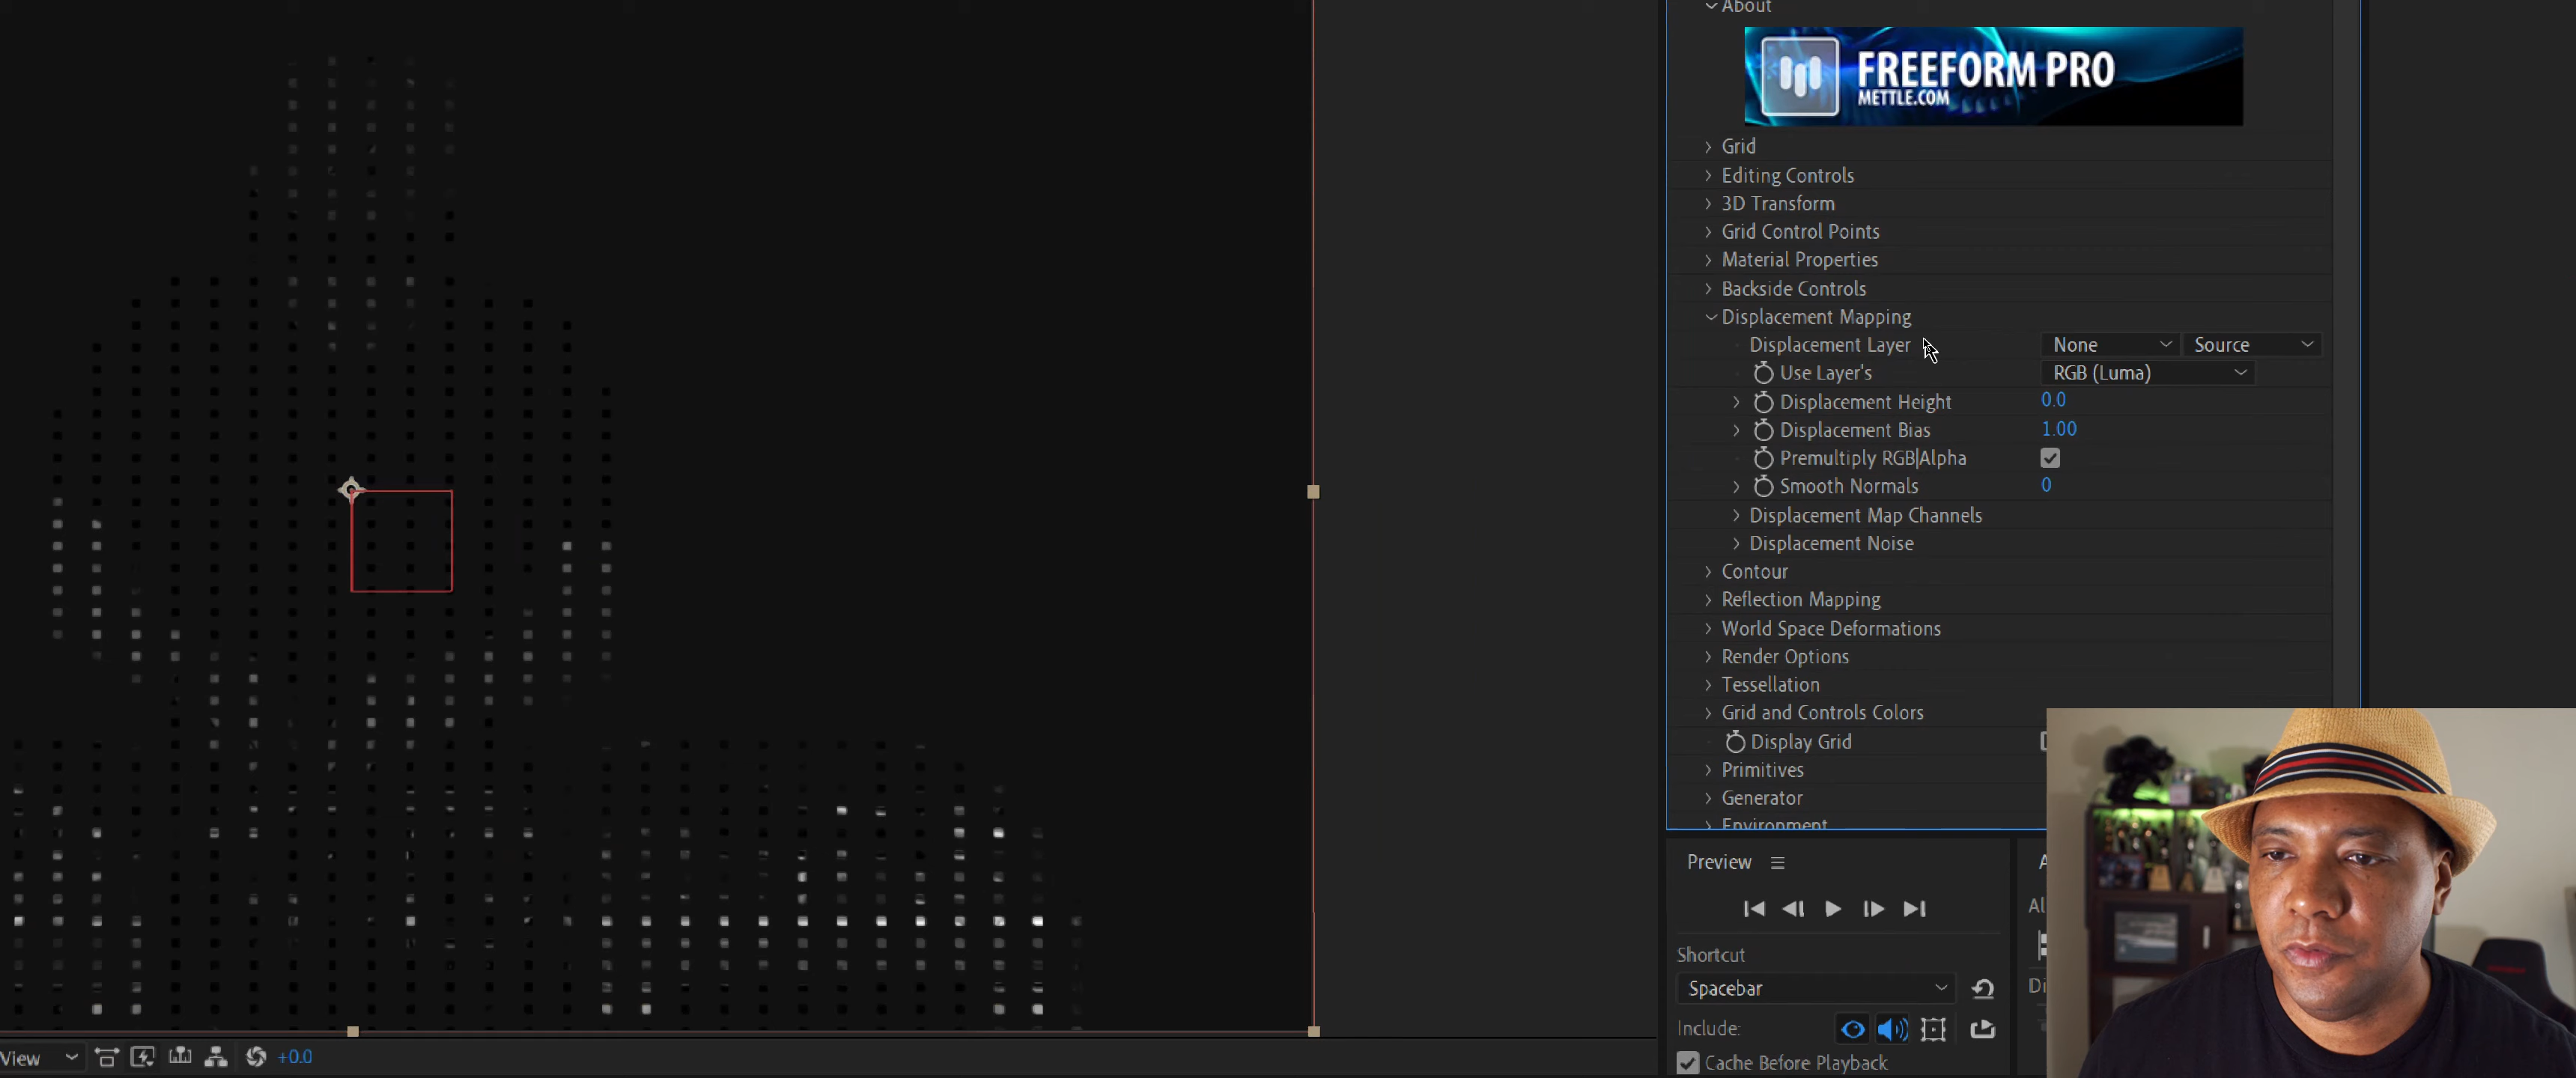 About
FREEFORM PRO
METTLE.COM
Grid
Editing Controls
3D Transform
Grid Control Points
Material Properties
Backside Controls
Displacement Mapping
Displacement Layer None Source
Use Layer's RGB (Luma)
Displacement Height 0.0
Displacement Bias 1.00
Premultiply RGB|Alpha
Smooth Normals 0
Displacement Map Channels
Displacement Noise
Contour
Reflection Mapping
World Space Deformations
Render Options
Tessellation
Grid and Controls Colors
Display Grid
Primitives
Generator
Environment
Preview
Shortcut
Spacebar
Include:
Cache Before Playback
View +0.0